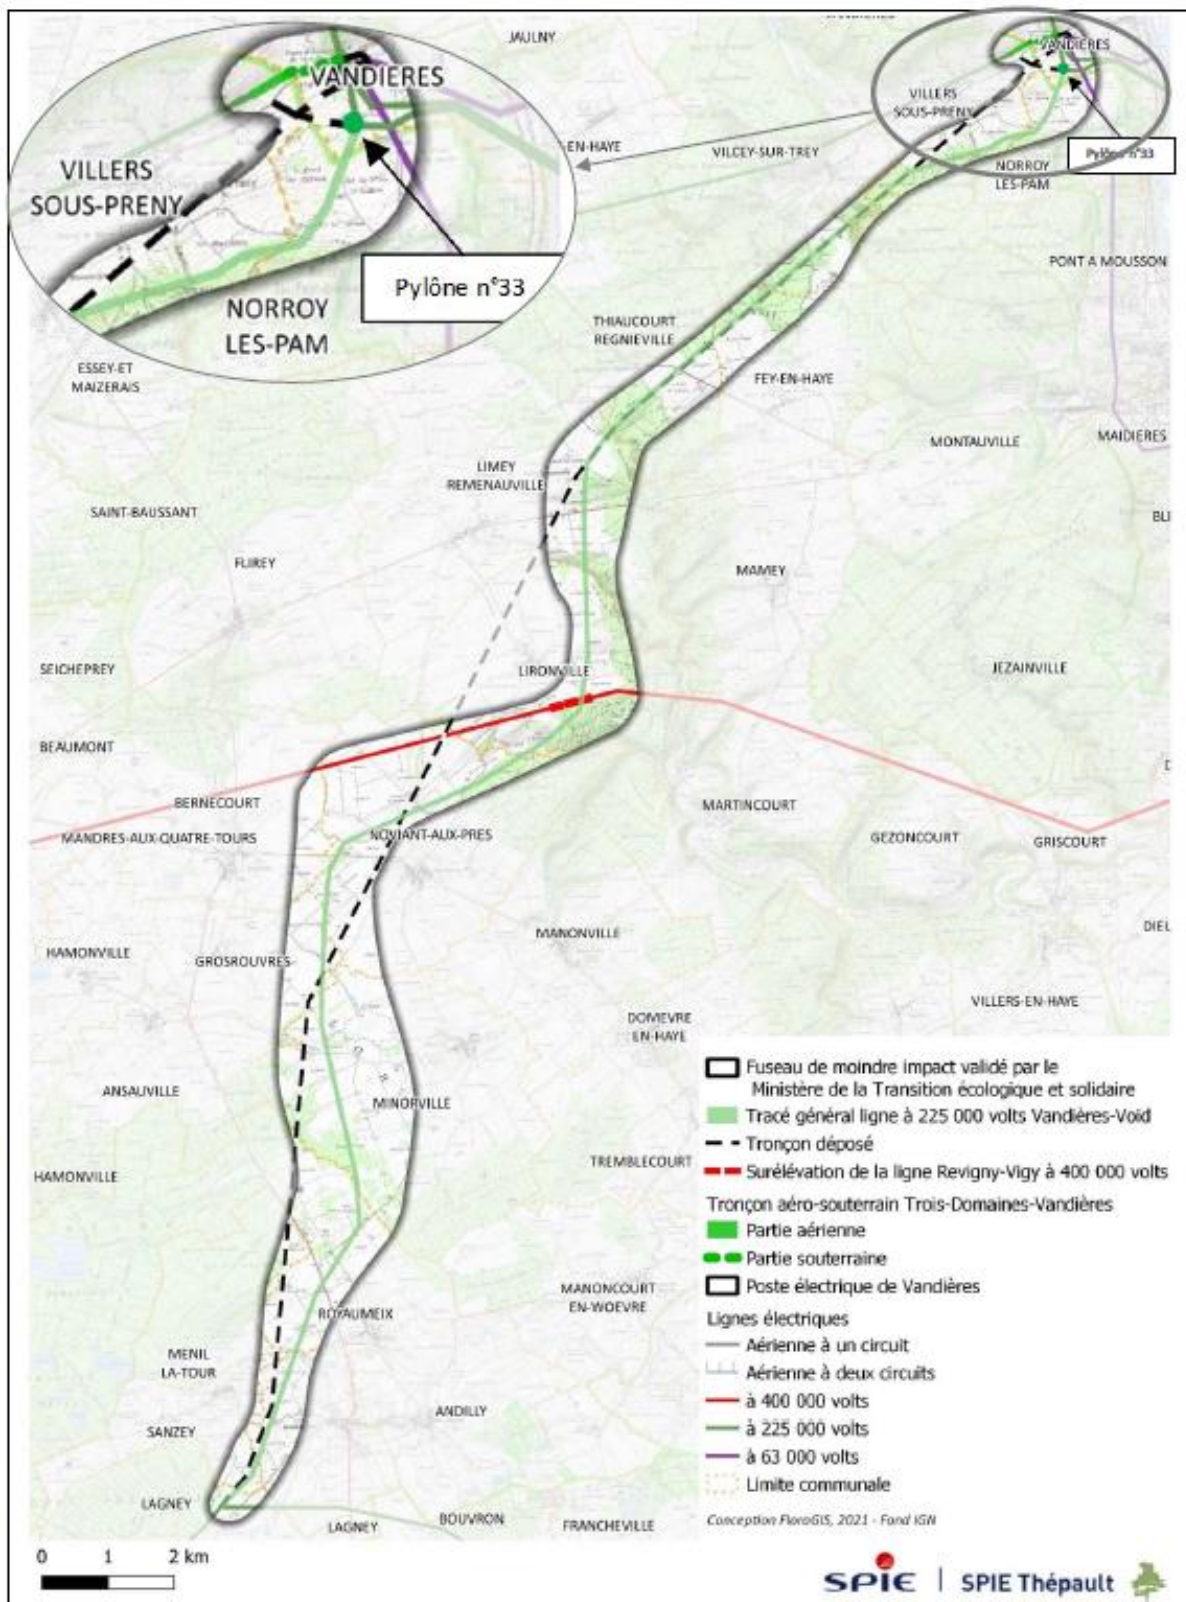 JAULNY
VANDIERES
VILLERS
SOUS-PRENY
Pylône n°33
NORROY
LES-PAM
VANDIERES
VILLERS
SOUS-PRENY
EN-HAYE
VILCEY-SUR-TREY
Pylône n°33
NORROY
LES-PAM
PONT A MOUSSON
THIAUCOURT
REGNIEVILLE
ESSEY-ET
MAIZERAIS
FEY-EN-HAYE
MONTAUVILLE
MAIDIERES
LIMEY
REMENAUVILLE
SAINT-BAUSSANT
BLI
FLIREY
MAMEY
SEICHEPREY
LIRONVILLE
JEZAINVILLE
BEAUMONT
BERNECOURT
MARTINCOURT
MANDRES-AUX-QUATRE-TOURS
NOVIANT-AUX-PRES
GEZONCOURT
GRISCOURT
HAMONVILLE
GROSROUVRES
MANONVILLE
DIEU
VILLERS-EN-HAYE
DOMEVRE
EN-HAYE
ANSAUVILLE
MINORVILLE
HAMONVILLE
TREMBLECOURT
MANONCOURT
EN-WOEVRE
ROYAUMEIX
MENIL
LA-TOUR
SANZEY
ANDILLY
LAGNEY
LAGNEY
BOUVRON
FRANCHEVILLE
Fuseau de moindre impact validé par le
Ministère de la Transition écologique et solidaire
Tracé général ligne à 225 000 volts Vandières-Void
Tronçon déposé
Surélévation de la ligne Revigny-Vigy à 400 000 volts
Tronçon aéro-souterrain Trois-Domaines-Vandières
Partie aérienne
Partie souterraine
Poste électrique de Vandières
Lignes électriques
Aérienne à un circuit
Aérienne à deux circuits
à 400 000 volts
à 225 000 volts
à 63 000 volts
Limite communale
Conception FloraGIS, 2021 - Fond IGN
0 1 2 km
SPIE | SPIE Thépault